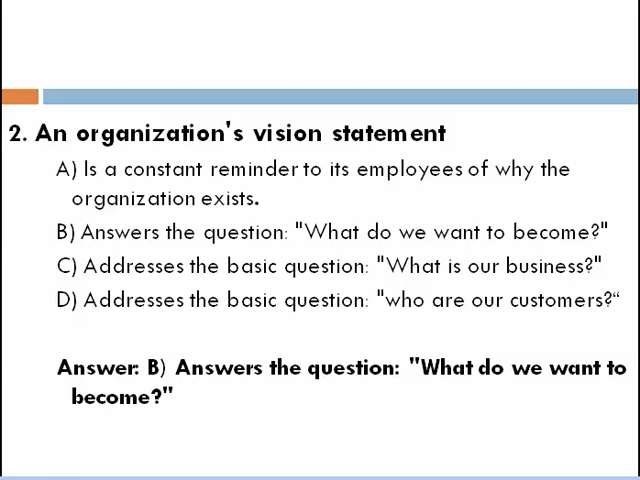 2. An organization's vision statement
A) Is a constant reminder to its employees of why the
organization exists.
B) Answers the question: "What do we want to become?"
C) Addresses the basic question: "What is our business?"
D) Addresses the basic question: "who are our customers?“
Answer: B) Answers the question: "What do we want to
become?"